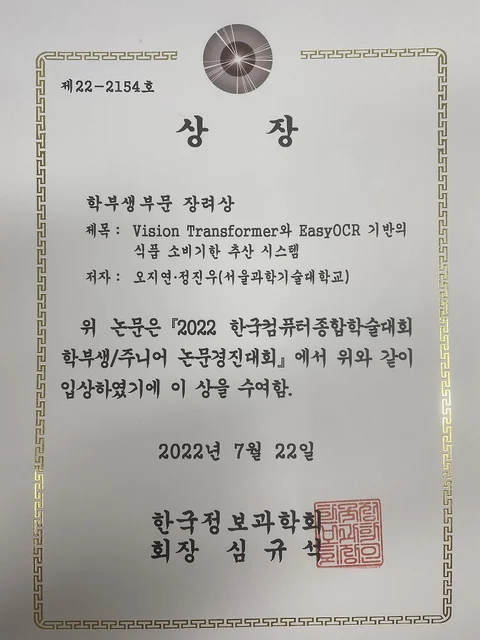 제22-2154호
상 장
학부생부문 장려상
제목 : Vision Transformer와 EasyOCR 기반의
식품 소비기한 추산 시스템
저자 : 오지연·정진우(서울과학기술대학교)
위 논문은 『2022 한국컴퓨터종합학술대회
학부생/주니어 논문경진대회』에서 위와 같이
입상하였기에 이 상을 수여함.
2022년 7월 22일
한국정보과학회
회장 심규석